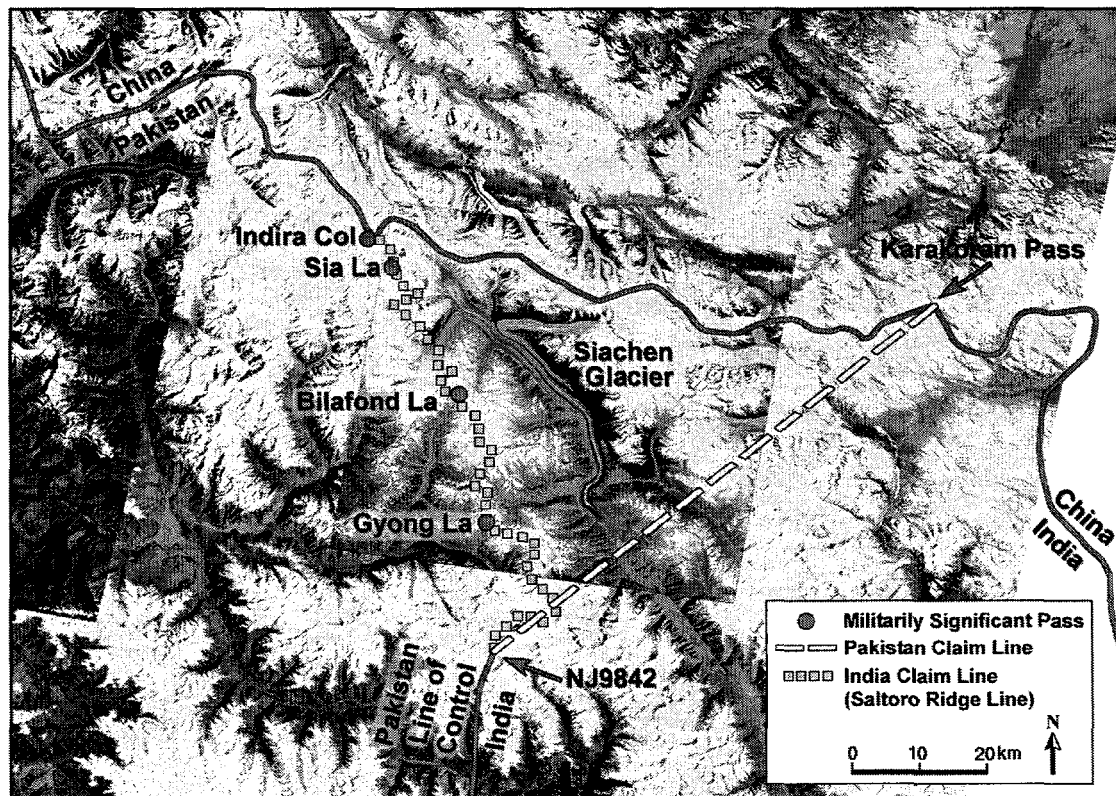 China
Pakistan
Indira Col
Sia La
Karakoram Pass
Siachen
Glacier
Bilafond La
Gyong La
China
India
NJ9842
Pakistan
Line of
Control
India
Militarily Significant Pass
Pakistan Claim Line
India Claim Line
(Saltoro Ridge Line)
N
0 10 20km